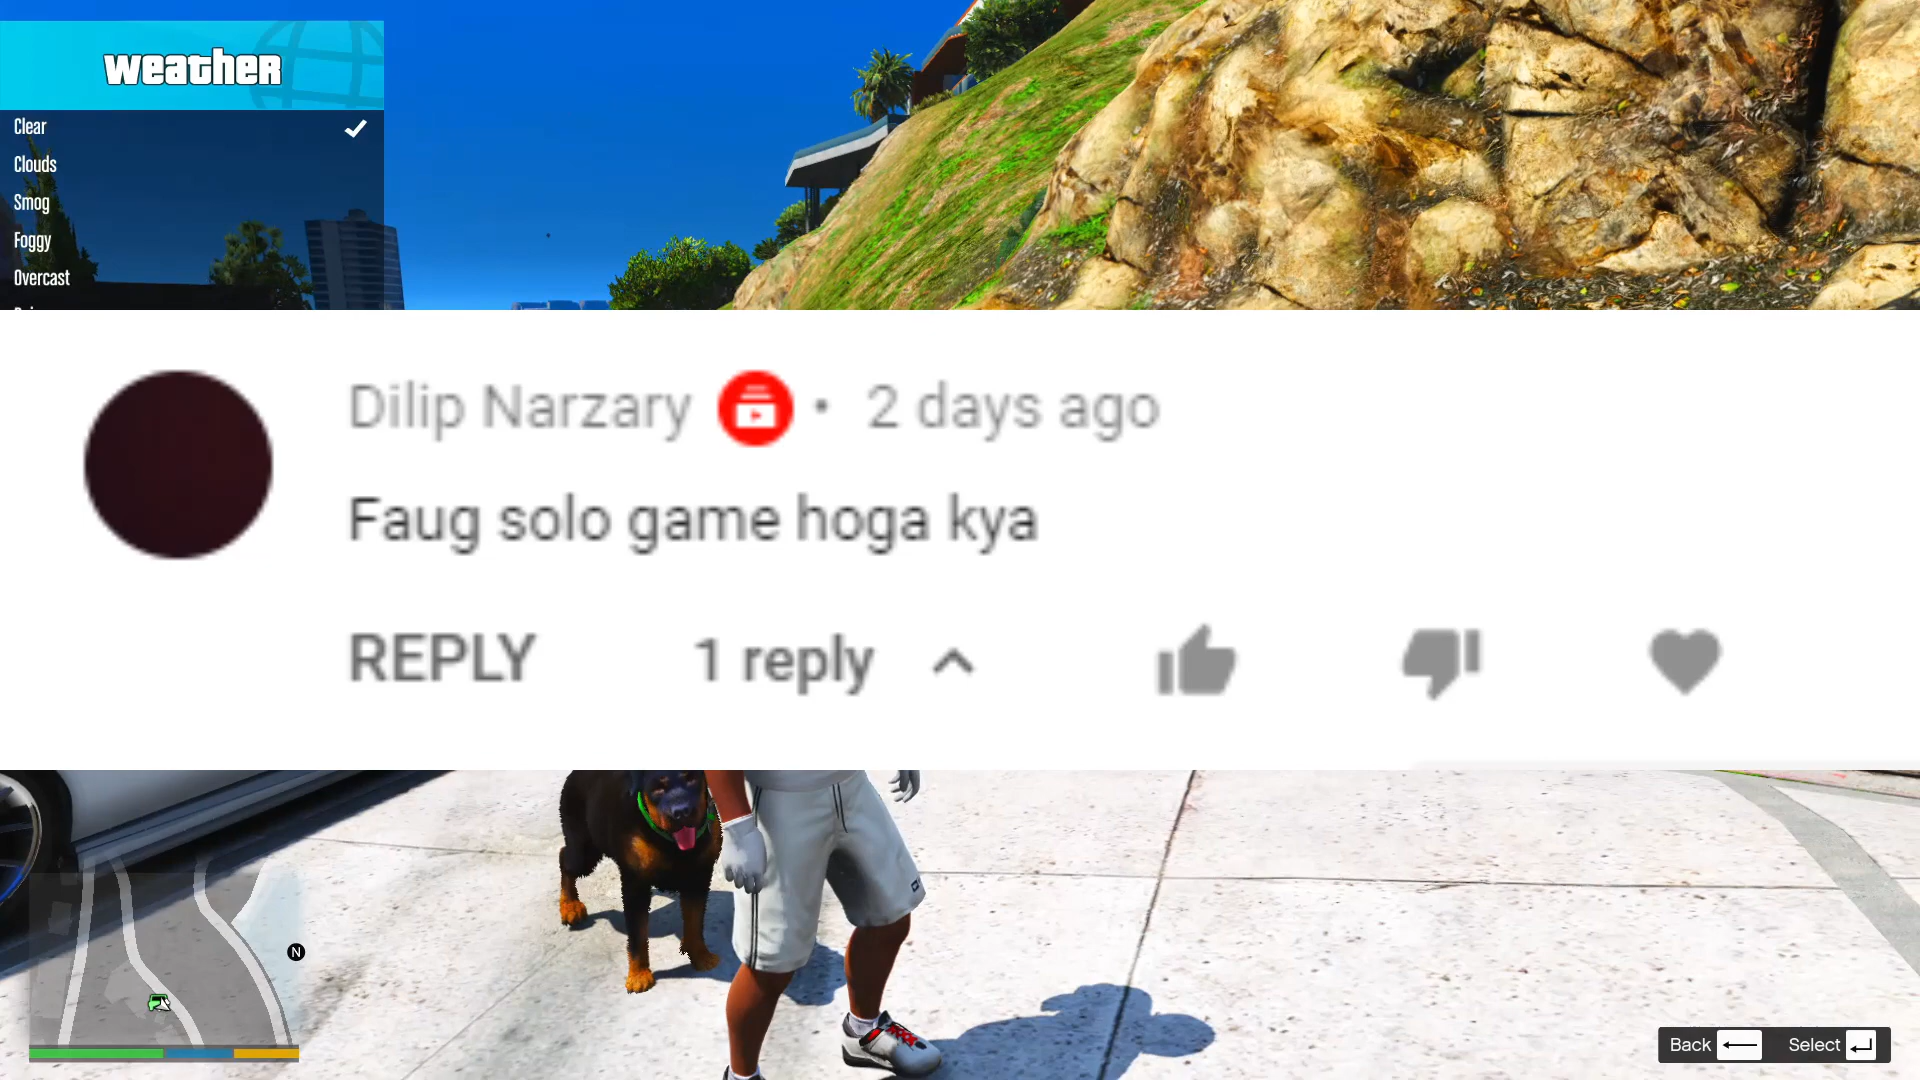 weather
Clear
Clouds
Smog
Foggy
Overcast
Dilip Narzary • 2 days ago
Faug solo game hoga kya
REPLY 1 reply
N
Back Select